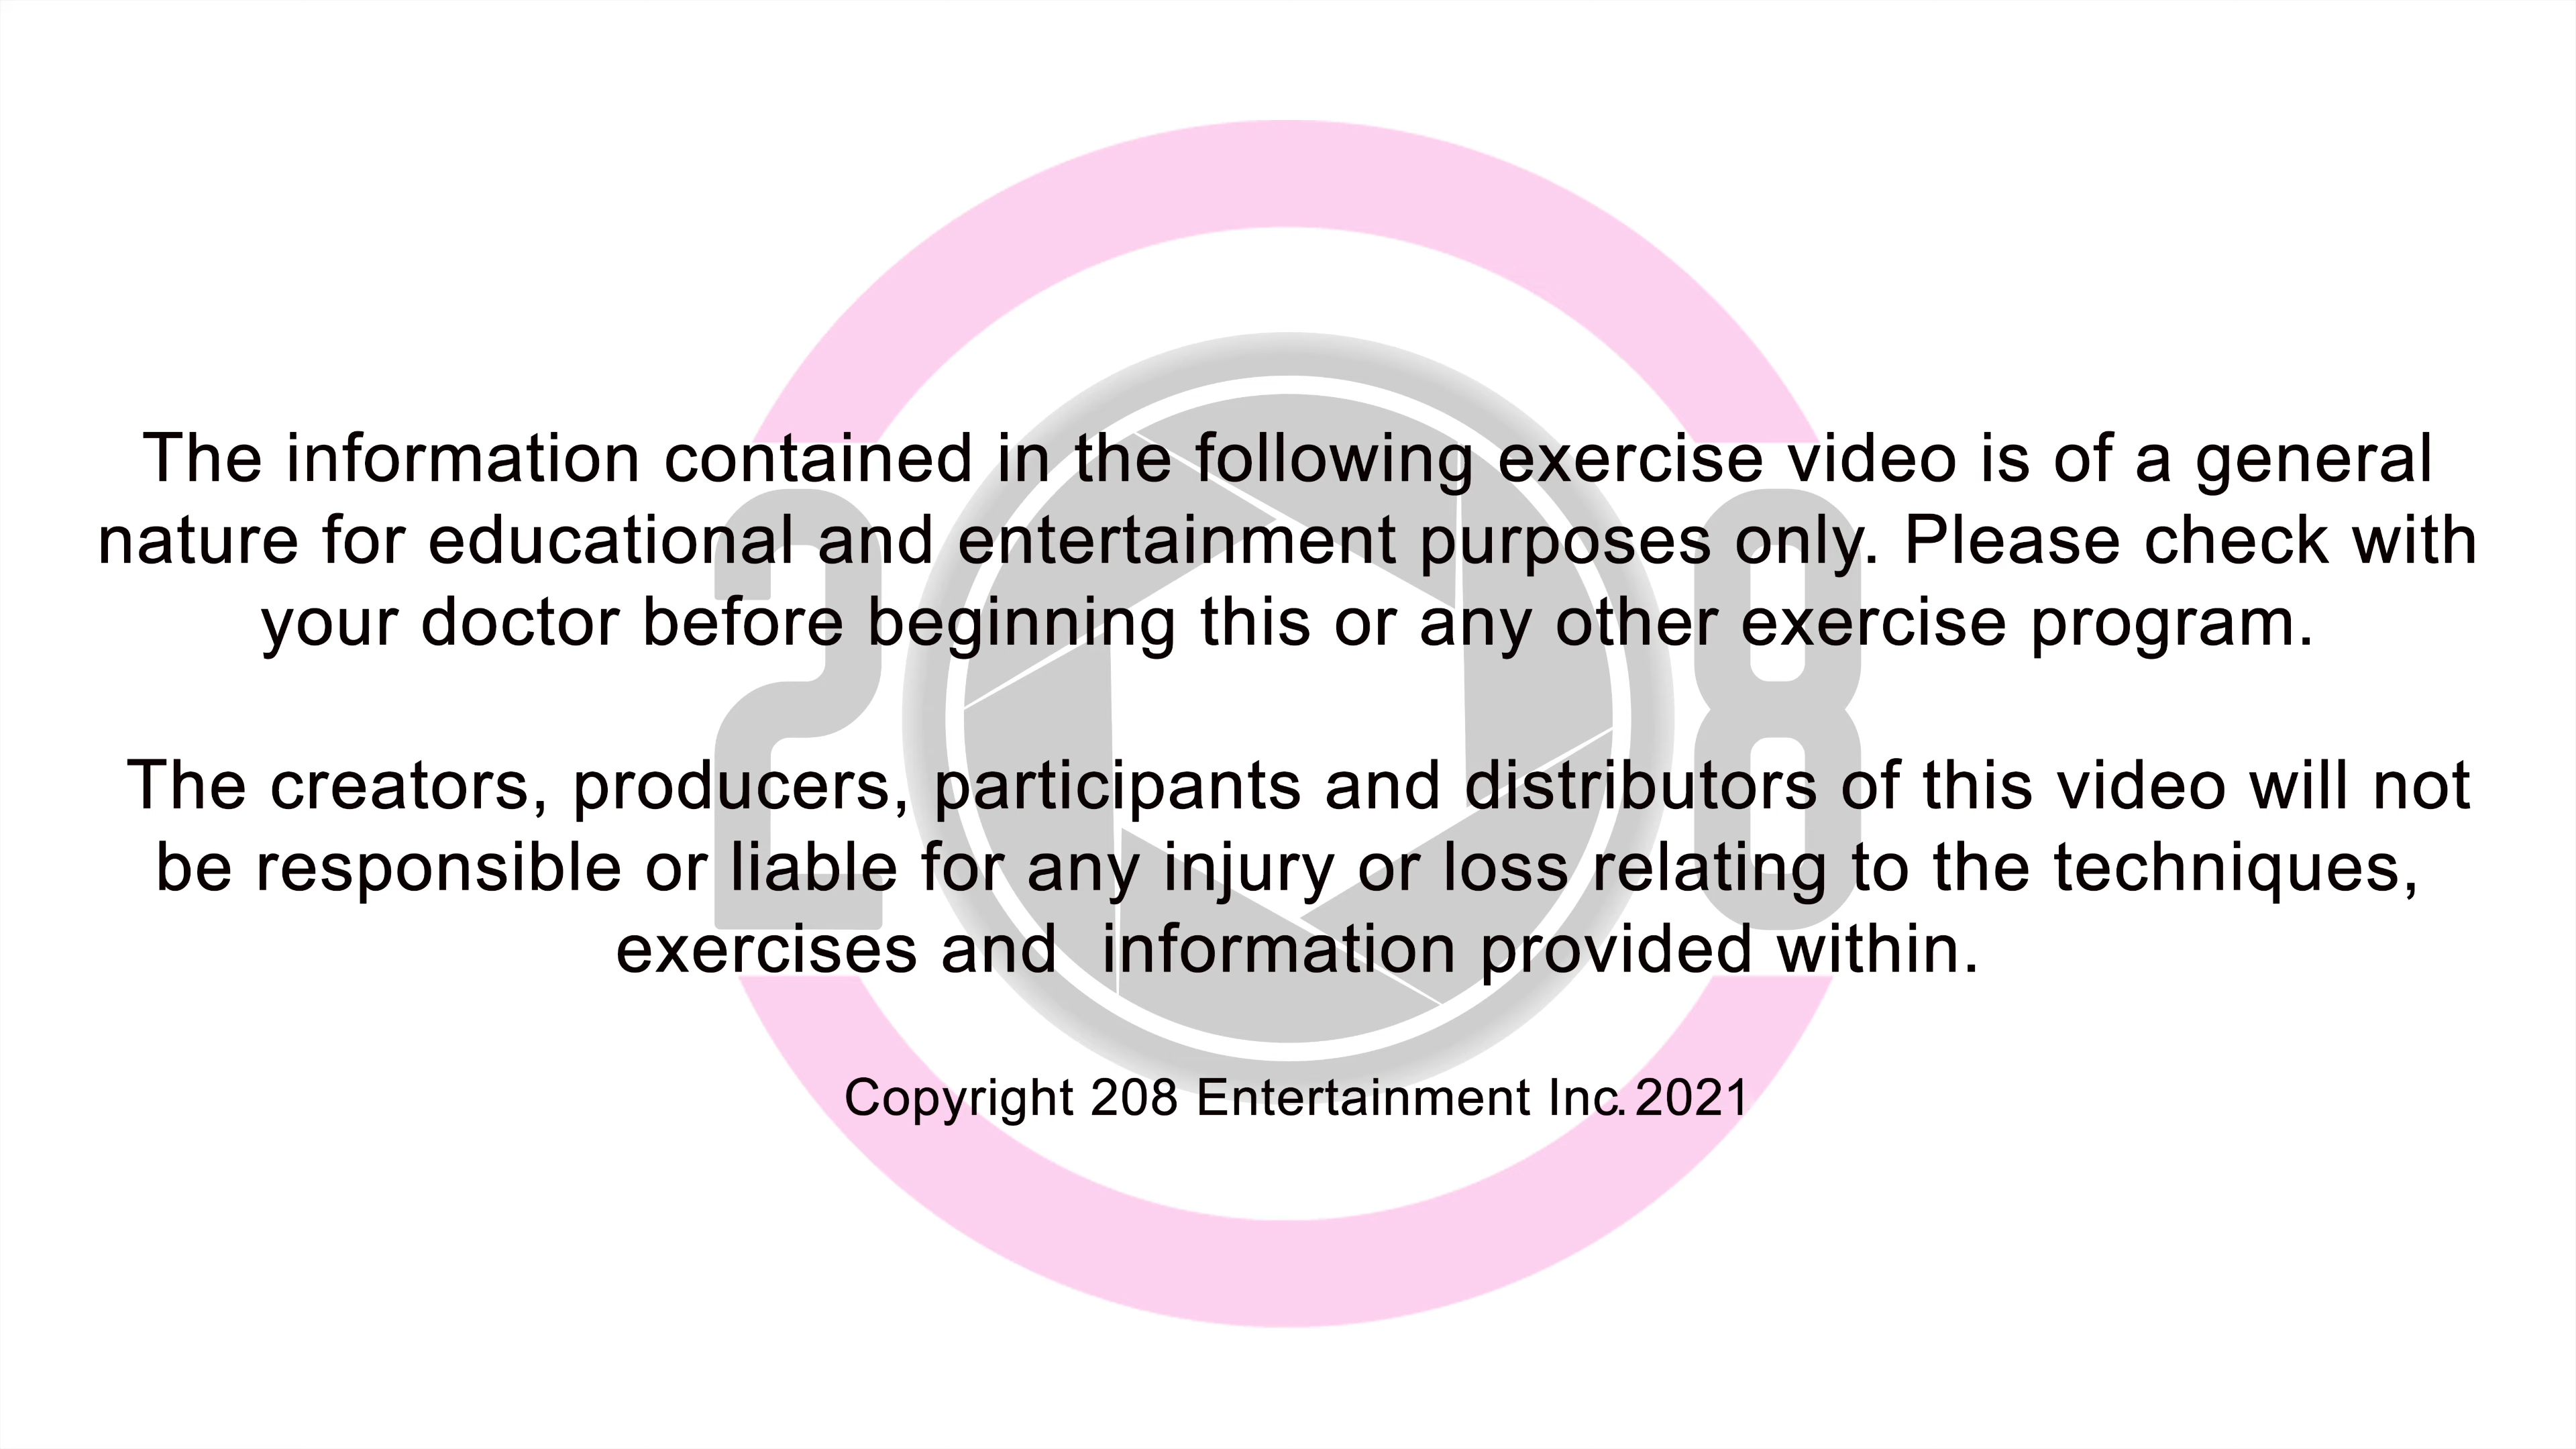 The information contained in the following exercise video is of a general
nature for educational and entertainment purposes only. Please check with
your doctor before beginning this or any other exercise program.
The creators, producers, participants and distributors of this video will not
be responsible or liable for any injury or loss relating to the techniques,
exercises and  information provided within.
Copyright 208 Entertainment Inc. 2021
208